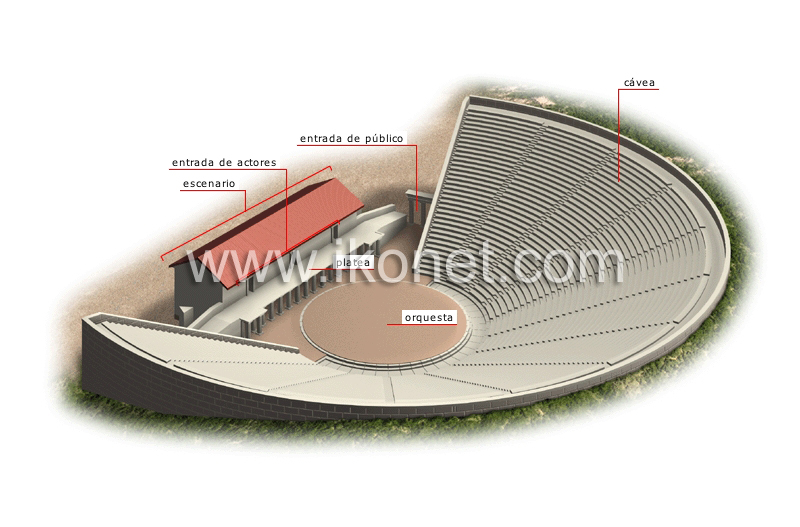 cávea
entrada de público
entrada de actores
escenario
www.ikonet.com
platea
orquesta